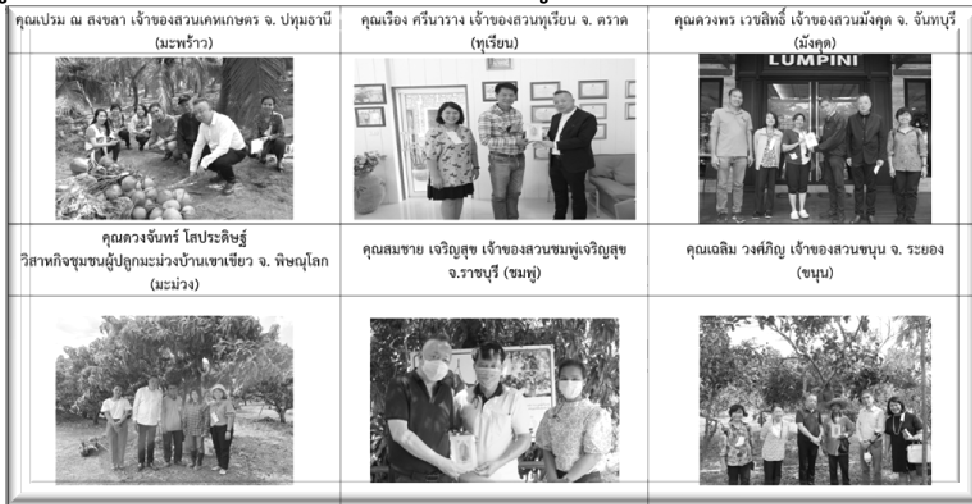 คุณเปรม ณ สงขลา เจ้าของสวนเคหเกษตร จ. ปทุมธานี
(มะพร้าว)
คุณเรือง ศรีนาราง เจ้าของสวนทุเรียน จ. ตราด
(ทุเรียน)
คุณดวงพร เวชสิทธิ์ เจ้าของสวนมังคุด จ. จันทบุรี
(มังคุด)
LUMPINI
คุณดวงจันทร์ โสประดิษฐ์
วิสาหกิจชุมชนผู้ปลูกมะม่วงบ้านเขาเขียว จ. พิษณุโลก
(มะม่วง)
คุณสมชาย เจริญสุข เจ้าของสวนชมพู่เจริญสุข
จ.ราชบุรี (ชมพู่)
คุณเฉลิม วงศ์ภิญ เจ้าของสวนขนุน จ. ระยอง
(ขนุน)